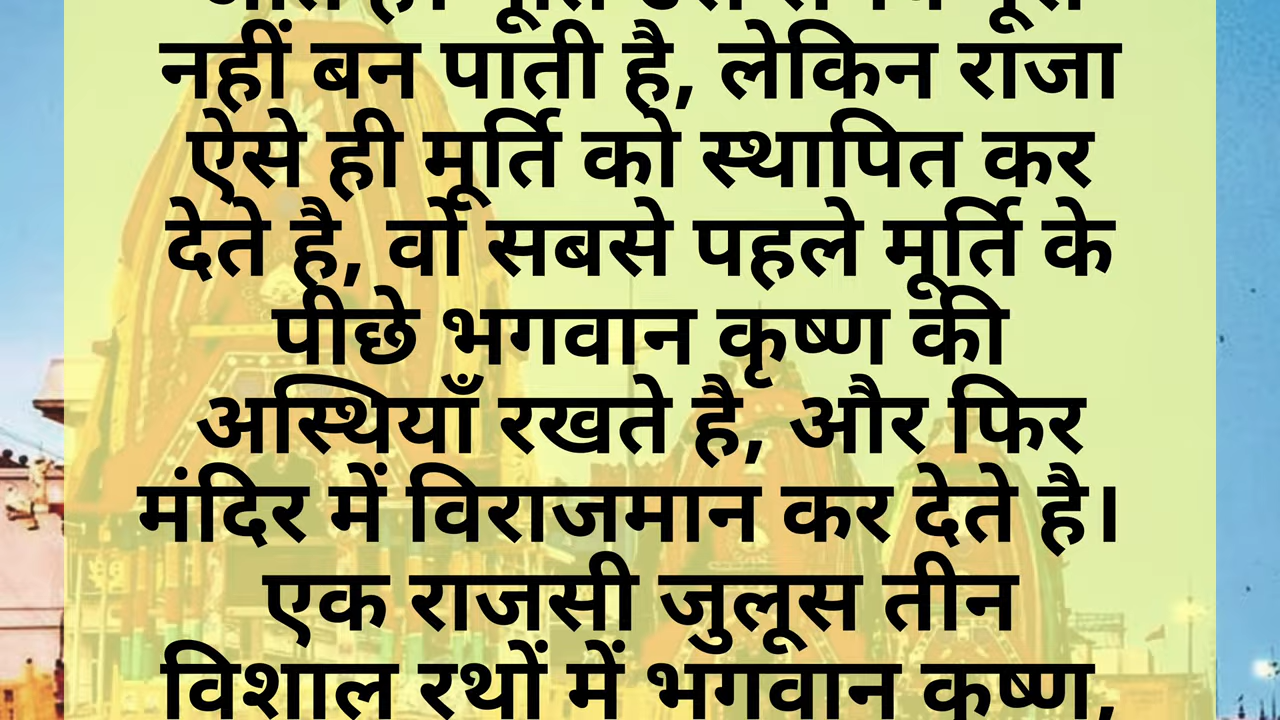 नहीं बन पाती है, लेकिन राजा
ऐसे ही मूर्ति को स्थापित कर
देते है, वो सबसे पहले मूर्ति के
पीछे भगवान कृष्ण की
अस्थियाँ रखते है, और फिर
मंदिर में विराजमान कर देते है।
एक राजसी जुलूस तीन
विशाल रथों में भगवान कृष्ण,